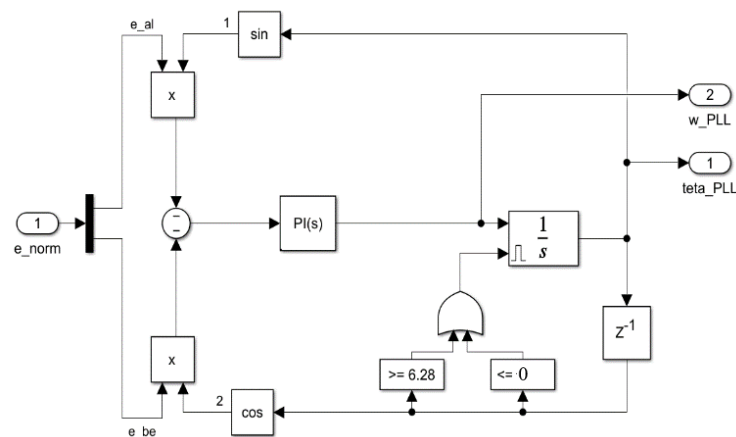 e_al
1
sin
x
2
w_PLL
1
teta_PLL
1
e_norm
−
−
PI(s)
1
s
Z-1
>= 6.28
<= 0
x
2
cos
e_be